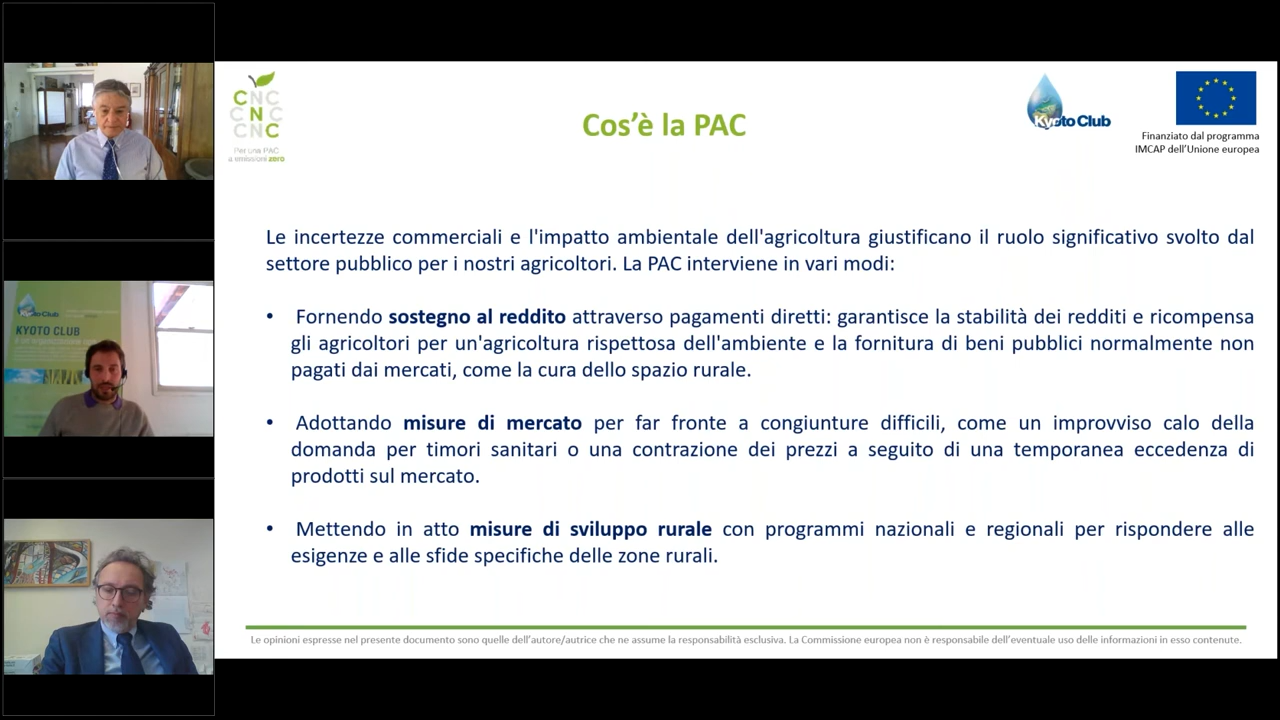 CNC
CNC
CNC
Per una PAC
a emissioni zero
Cos'è la PAC
Kyoto Club
Finanziato dal programma
IMCAP dell'Unione europea
Le incertezze commerciali e l'impatto ambientale dell'agricoltura giustificano il ruolo significativo svolto dal
settore pubblico per i nostri agricoltori. La PAC interviene in vari modi:
• Fornendo sostegno al reddito attraverso pagamenti diretti: garantisce la stabilità dei redditi e ricompensa
gli agricoltori per un'agricoltura rispettosa dell'ambiente e la fornitura di beni pubblici normalmente non
pagati dai mercati, come la cura dello spazio rurale.
• Adottando misure di mercato per far fronte a congiunture difficili, come un improvviso calo della
domanda per timori sanitari o una contrazione dei prezzi a seguito di una temporanea eccedenza di
prodotti sul mercato.
• Mettendo in atto misure di sviluppo rurale con programmi nazionali e regionali per rispondere alle
esigenze e alle sfide specifiche delle zone rurali.
Le opinioni espresse nel presente documento sono quelle dell'autore/autrice che ne assume la responsabilità esclusiva. La Commissione europea non è responsabile dell'eventuale uso delle informazioni in esso contenute.
Kyoto Club
KYOTO CLUB